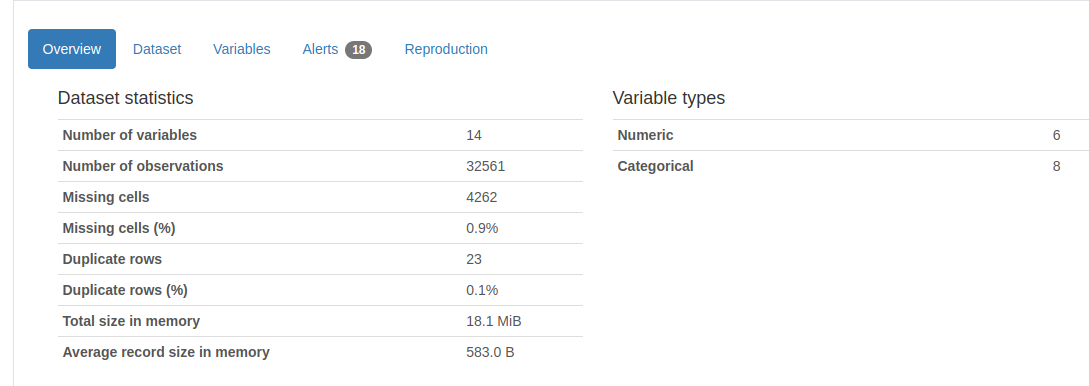 Overview Dataset Variables Alerts 18 Reproduction
Dataset statistics
Number of variables 14
Number of observations 32561
Missing cells 4262
Missing cells (%) 0.9%
Duplicate rows 23
Duplicate rows (%) 0.1%
Total size in memory 18.1 MiB
Average record size in memory 583.0 B
Variable types
Numeric 6
Categorical 8